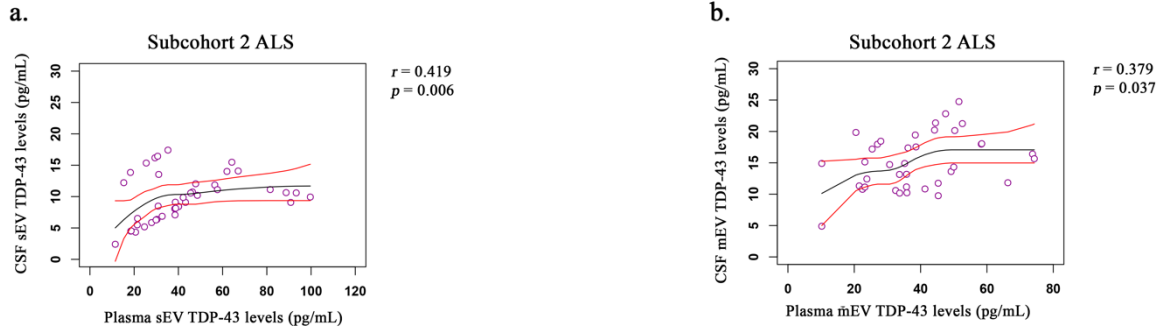 a.
Subcohort 2 ALS
r = 0.419
p = 0.006
CSF sEV TDP-43 levels (pg/mL)
30
25
20
15
10
5
0
0 20 40 60 80 100 120
Plasma sEV TDP-43 levels (pg/mL)
b.
Subcohort 2 ALS
r = 0.379
p = 0.037
CSF mEV TDP-43 levels (pg/mL)
30
25
20
15
10
5
0
0 20 40 60 80
Plasma mEV TDP-43 levels (pg/mL)